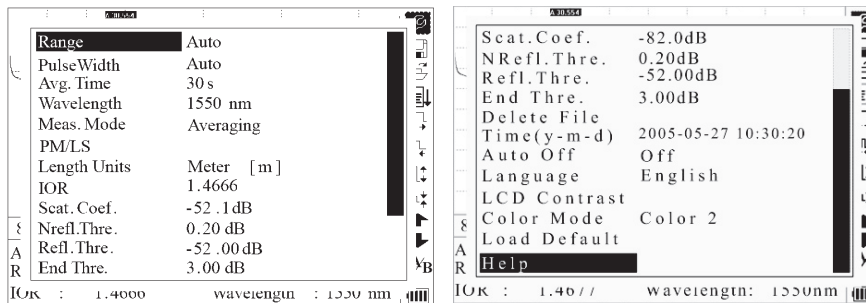 A 30.554
Range Auto
PulseWidth Auto
Avg. Time 30 s
Wavelength 1550 nm
Meas. Mode Averaging
PM/LS
Length Units Meter [ m ]
IOR 1.4666
Scat. Coef. -52 .1dB
Nrefl.Thre. 0.20 dB
Refl.Thre. -52 .00 dB
End Thre. 3.00 dB
A
R
B
IOR : 1.4666 Wavelength : 1550 nm
A 30.554
Scat.Coef. -82.0dB
NRefl.Thre. 0.20dB
Refl.Thre. -52.00dB
End Thre. 3.00dB
Delete File
Time(y-m-d) 2005-05-27 10:30:20
Auto Off Off
Language English
LCD Contrast
Color Mode Color 2
Load Default
Help
A
R
IOR : 1.4677 Wavelength: 1550nm